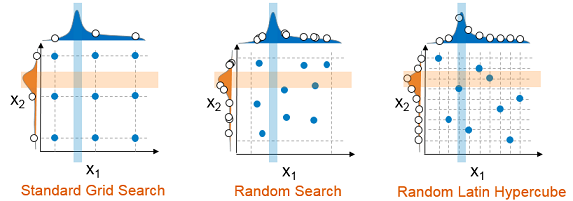 X2
X1
Standard Grid Search
X2
X1
Random Search
X2
X1
Random Latin Hypercube